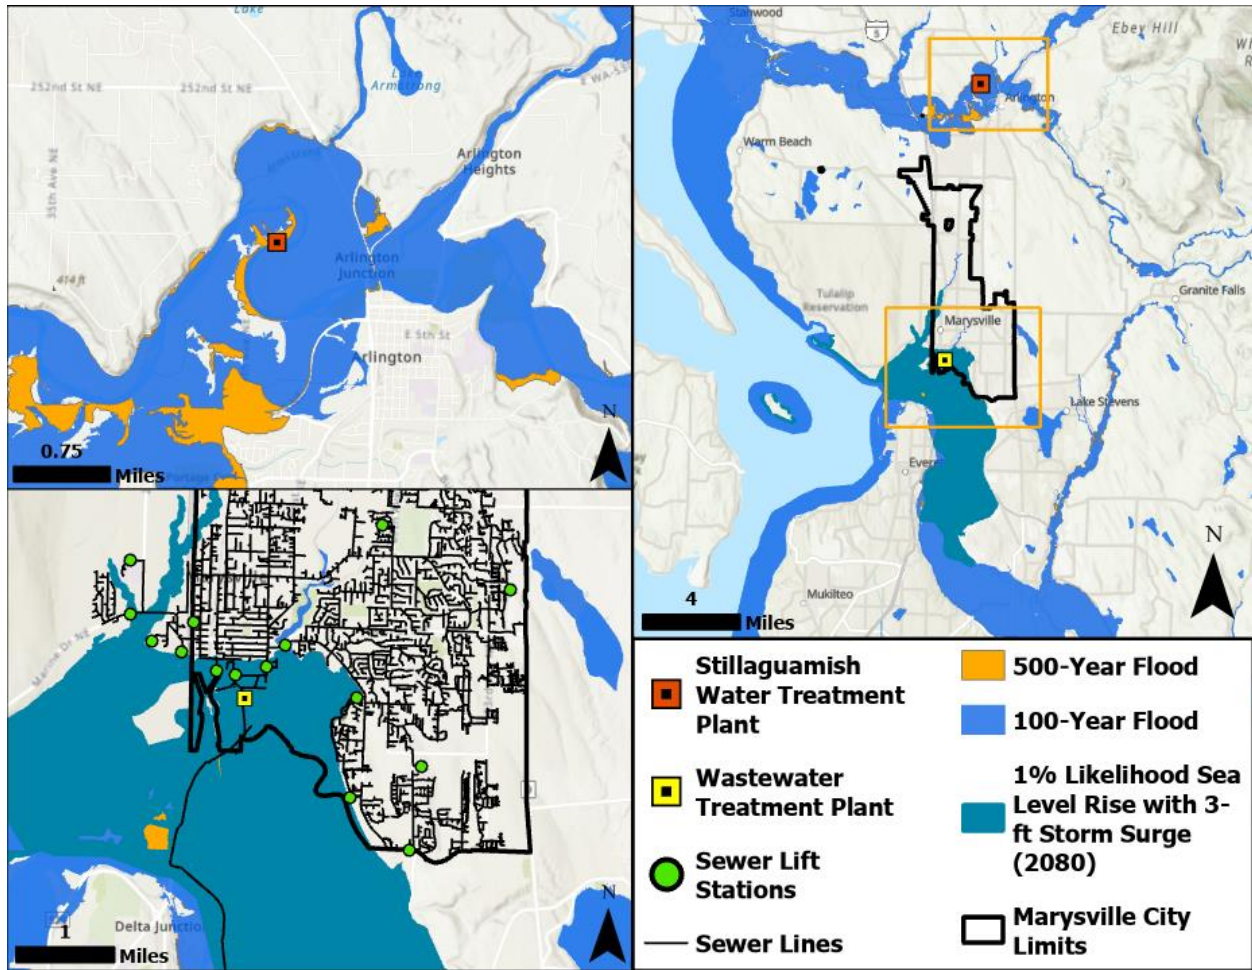 Lake
252nd St NE
252nd St NE
Lake
Armstrong
E WA-53
35th Ave NE
Arlington
Heights
414 ft
Arlington
Junction
E 5th St
Arlington
0.75
Miles
N
Stanwood
5
Ebey Hill
Arlington
Warm Beach
Tulalip
Reservation
Marysville
Granite Falls
Lake Stevens
Mukilteo
4
Miles
N
Marine Dr NE
Delta Junctio
1
Miles
N
Stillaguamish
Water Treatment
Plant
Wastewater
Treatment Plant
Sewer Lift
Stations
Sewer Lines
500-Year Flood
100-Year Flood
1% Likelihood Sea
Level Rise with 3-
ft Storm Surge
(2080)
Marysville City
Limits